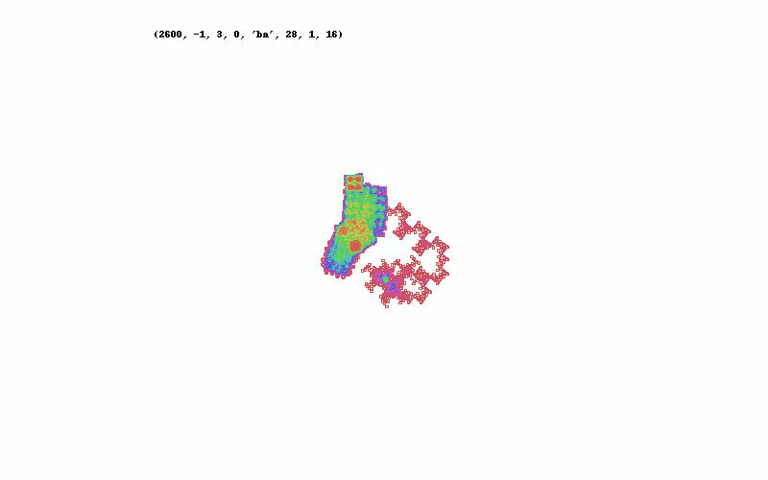 (2600, -1, 3, 0, 'ba', 28, 1, 16)